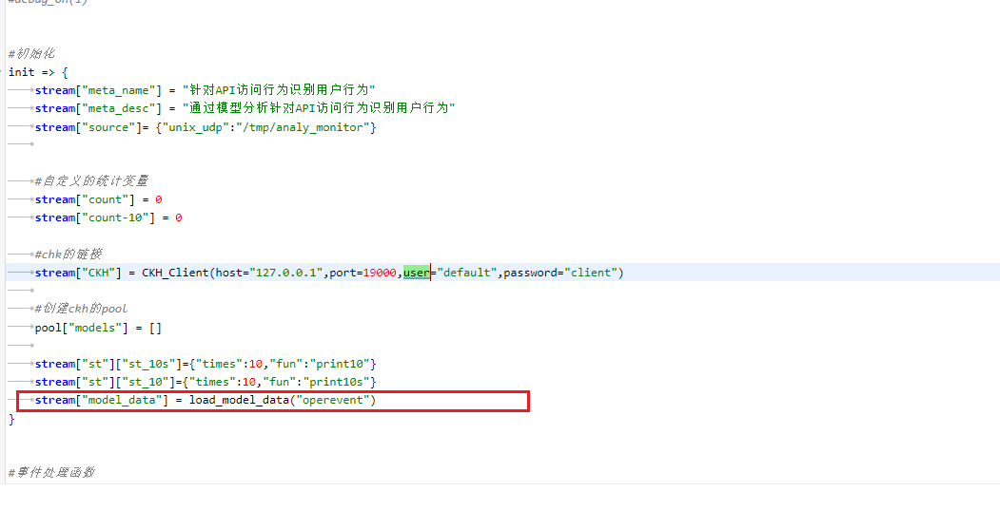 #debug_on(1)
#初始化
init => {
stream["meta_name"] = "针对API访问行为识别用户行为"
stream["meta_desc"] = "通过模型分析针对API访问行为识别用户行为"
stream["source"]= {"unix_udp":"/tmp/analy_monitor"}
#自定义的统计变量
stream["count"] = 0
stream["count-10"] = 0
#chk的链接
stream["CKH"] = CKH_Client(host="127.0.0.1",port=19000,user="default",password="client")
#创建ckh的pool
pool["models"] = []
stream["st"]["st_10s"]={"times":10,"fun":"print10"}
stream["st"]["st_10"]={"times":10,"fun":"print10s"}
stream["model_data"] = load_model_data("operevent")
}
#事件处理函数